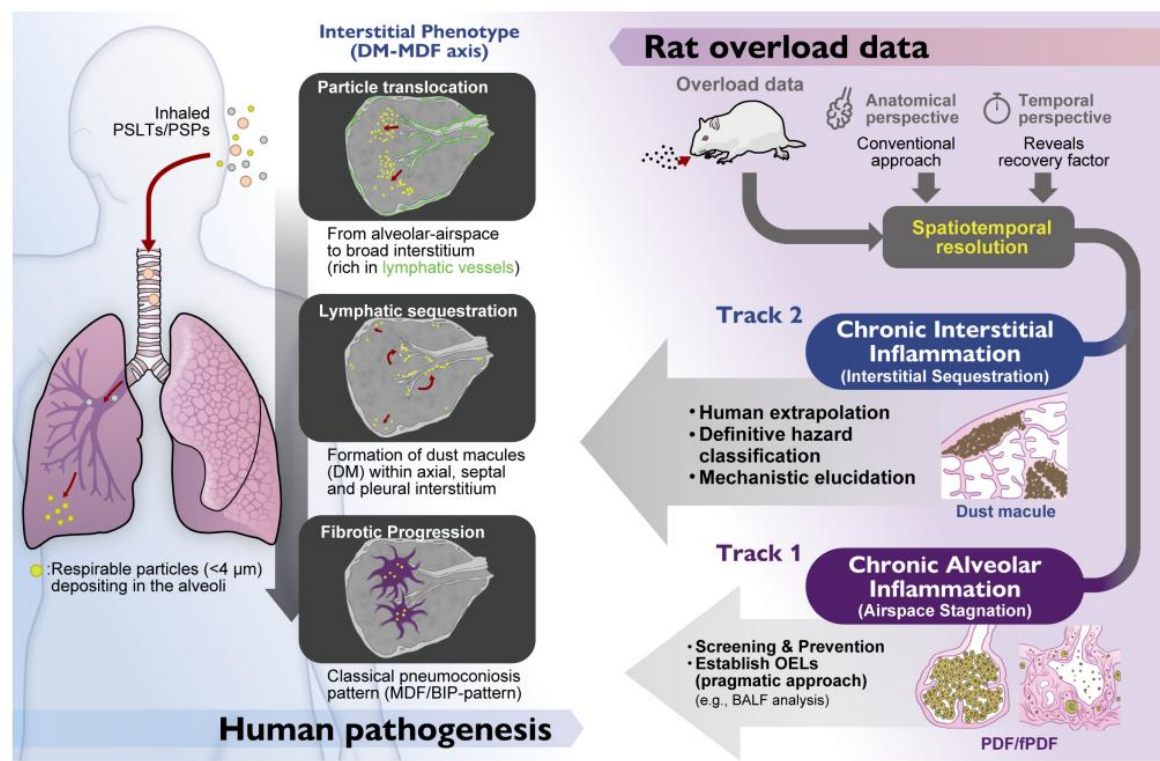 Interstitial Phenotype
(DM-MDF axis)
Inhaled
PSLTs/PSPs
Particle translocation
From alveolar-airspace
to broad interstitium
(rich in lymphatic vessels)
Lymphatic sequestration
Formation of dust macules
(DM) within axial, septal
and pleural interstitium
Fibrotic Progression
Classical pneumoconiosis
pattern (MDF/BIP-pattern)
:Respirable particles (<4 μm)
depositing in the alveoli
Human pathogenesis
Rat overload data
Overload data
Anatomical
perspective
Conventional
approach
Temporal
perspective
Reveals
recovery factor
Spatiotemporal
resolution
Track 2
Chronic Interstitial
Inflammation
(Interstitial Sequestration)
• Human extrapolation
• Definitive hazard
classification
• Mechanistic elucidation
Dust macule
Track 1
Chronic Alveolar
Inflammation
(Airspace Stagnation)
• Screening & Prevention
• Establish OELs
(pragmatic approach)
(e.g., BALF analysis)
PDF/fPDF